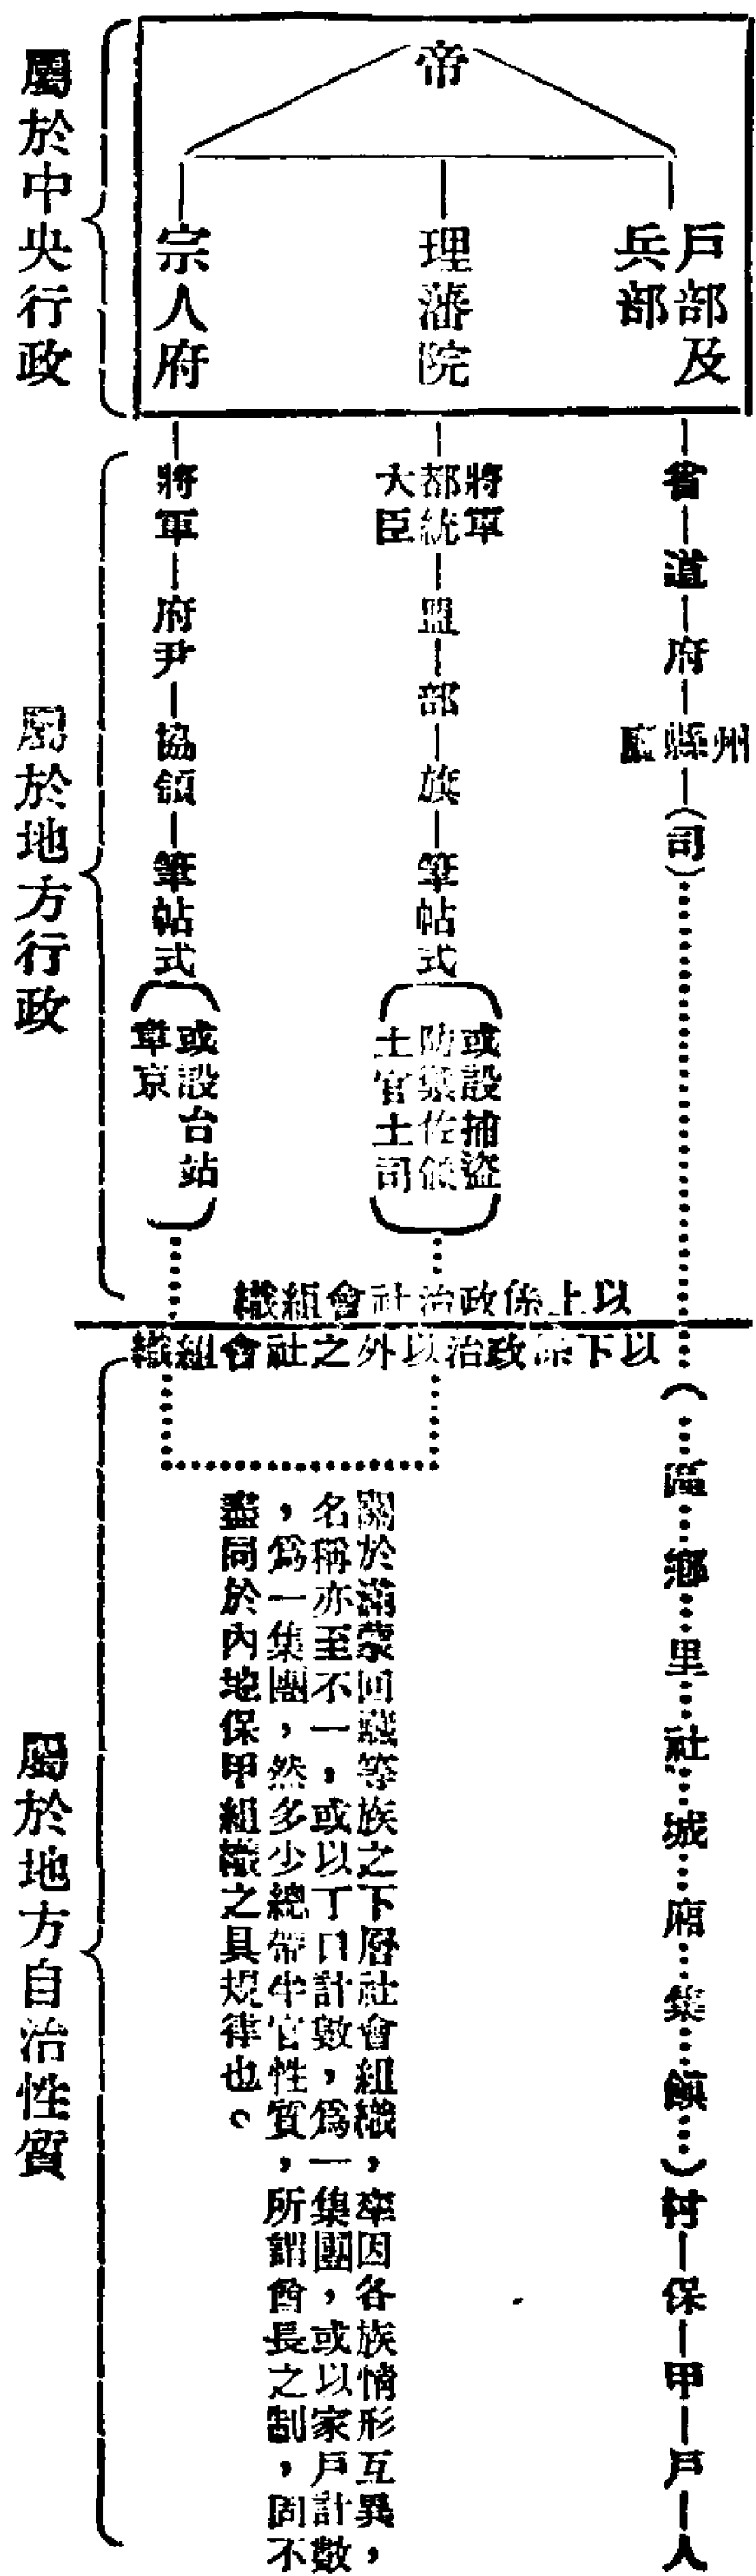 帝
戶部及
兵部
理藩院
宗人府
屬於中央行政
省—道—府—州縣廳—(司)
將軍
都統—盟—部—旗—筆帖式
大臣
(或設捕盜
防禦佐領
土官土司)
將軍—府尹—協領—筆帖式
(或設台站
章京)
屬於地方行政
以上係政治社會組織
以下係政治以外之社會組織
(…區…鄉…里…社…城…廂…集…鎮…)村—保—甲—戶—人
關於滿蒙回藏等族之下層社會組織,率因各族情形互異,
名稱亦至不一,或以丁口計數,爲一集團,或以家戶計數
,爲一集團,然多少總帶半官性質,所謂酋長之制,固不
盡同於內地保甲組織之具規律也。
屬於地方自治性質